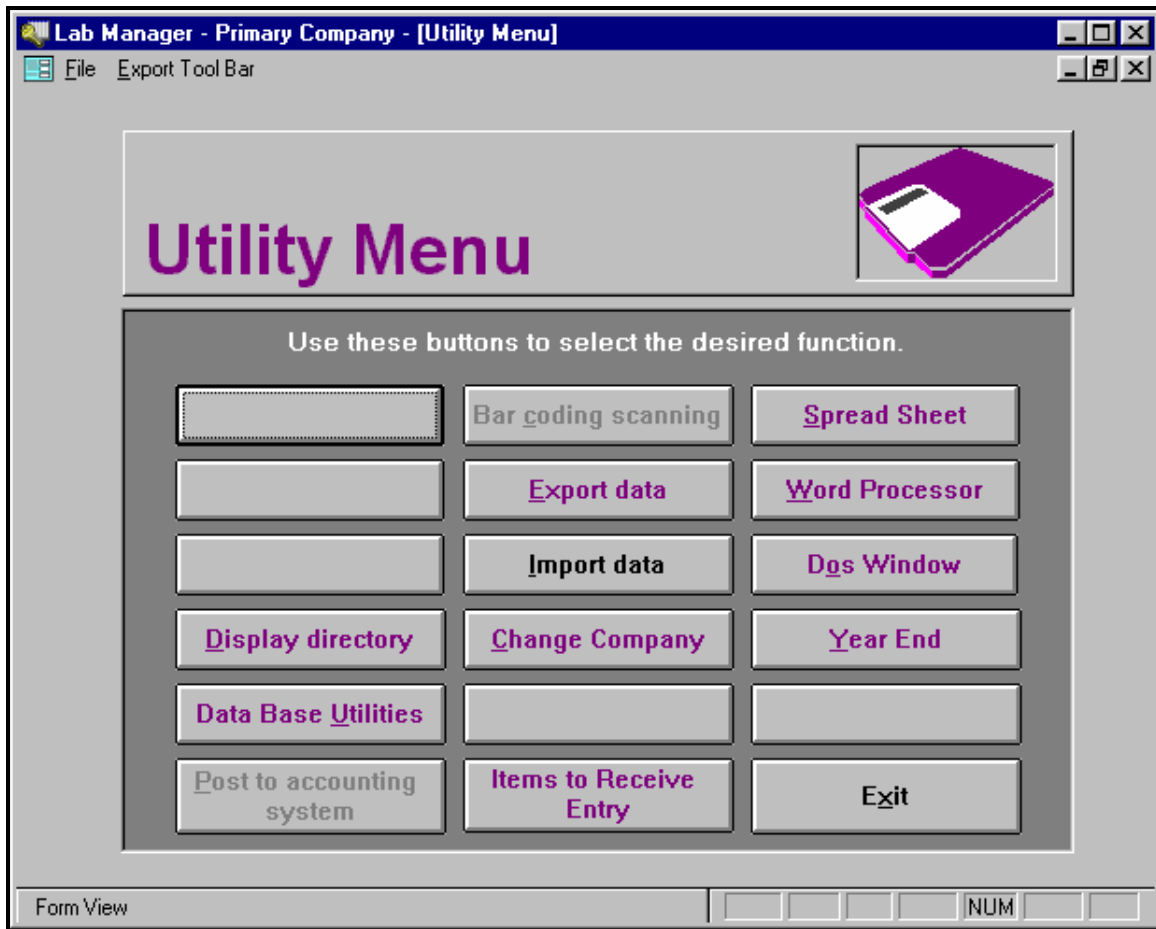 Lab Manager - Primary Company - [Utility Menu]
File Export Tool Bar
Utility Menu
Use these buttons to select the desired function.
Bar coding scanning
Spread Sheet
Export data
Word Processor
Import data
Dos Window
Display directory
Change Company
Year End
Data Base Utilities
Post to accounting
system
Items to Receive
Entry
Exit
Form View
NUM